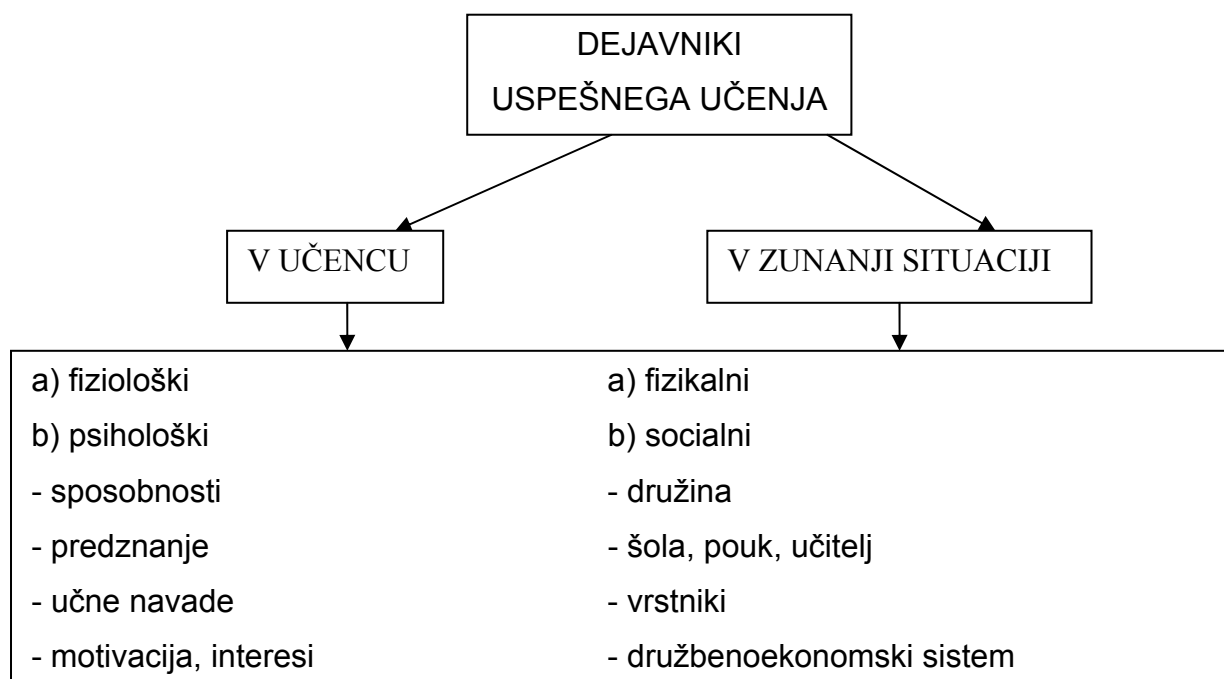 DEJAVNIKI
USPEŠNEGA UČENJA
V UČENCU
V ZUNANJI SITUACIJI
a) fiziološki
b) psihološki
- sposobnosti
- predznanje
- učne navade
- motivacija, interesi
a) fizikalni
b) socialni
- družina
- šola, pouk, učitelj
- vrstniki
- družbenoekonomski sistem